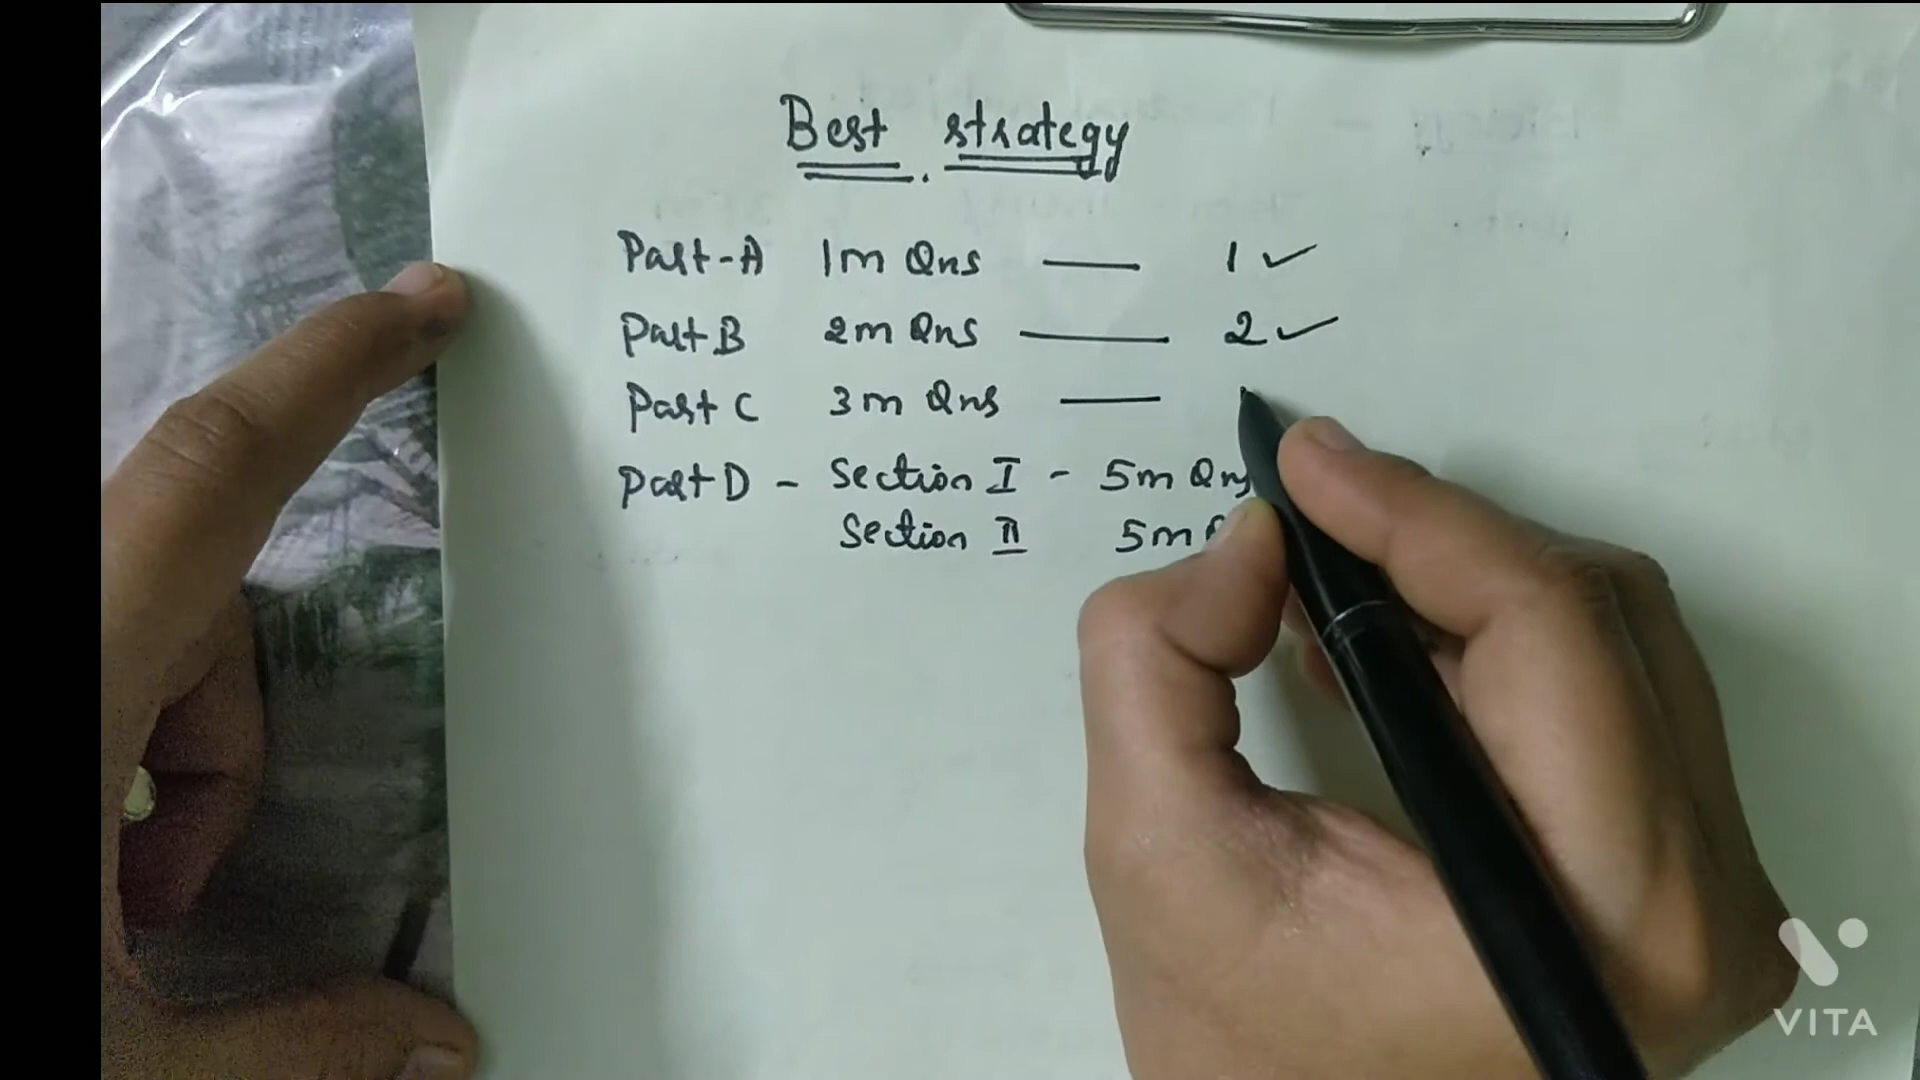 Best strategy
Part-A 1m Qns — 1 ✓
Part B 2m Qns — 2 ✓
Part C 3m Qns —
Part D - Section I - 5m Qns
Section II 5m
VITA